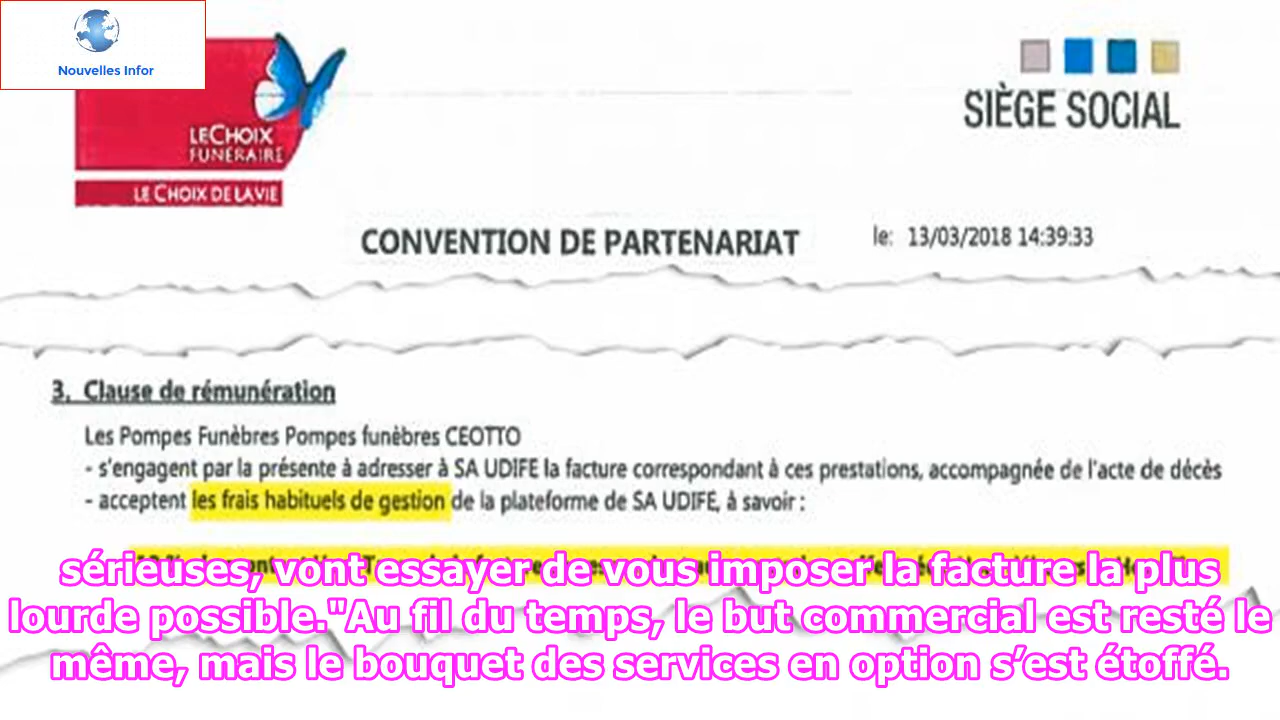 Nouvelles Infor
LE CHOIX
FUNÉRAIRE
LE CHOIX DE LA VIE
SIÈGE SOCIAL
CONVENTION DE PARTENARIAT
le: 13/03/2018 14:39:33
3. Clause de rémunération
Les Pompes Funèbres Pompes funèbres CEOTTO
- s'engagent par la présente à adresser à SA UDIFE la facture correspondant à ces prestations, accompagnée de l'acte de décès
- acceptent les frais habituels de gestion de la plateforme de SA UDIFE, à savoir :
sérieuses, vont essayer de vous imposer la facture la plus
lourde possible."Au fil du temps, le but commercial est resté le
même, mais le bouquet des services en option s’est étoffé.